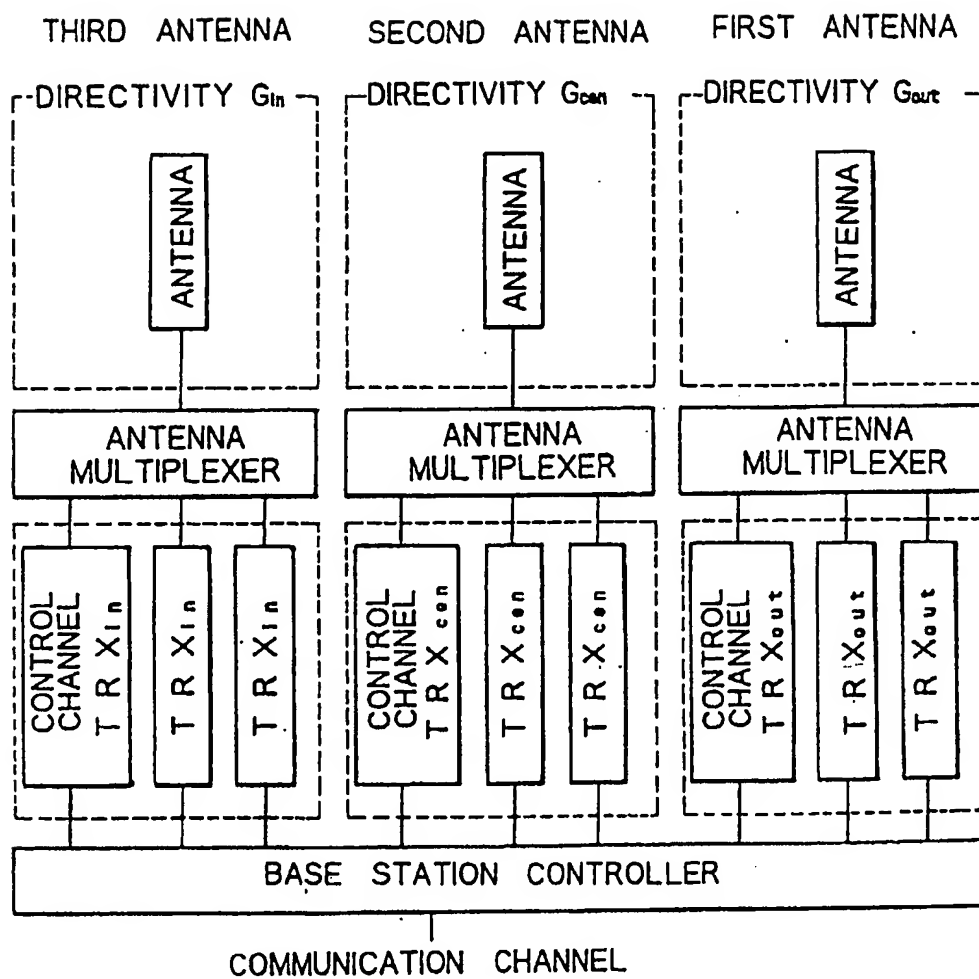 THIRD ANTENNA
SECOND ANTENNA
FIRST ANTENNA
DIRECTIVITY Gin
DIRECTIVITY Gcen
DIRECTIVITY Gout
ANTENNA
ANTENNA
ANTENNA
ANTENNA
MULTIPLEXER
ANTENNA
MULTIPLEXER
ANTENNA
MULTIPLEXER
CONTROL
CHANNEL
TRXin
TRXin
TRXin
CONTROL
CHANNEL
TRXcen
TRXcen
TRXcen
CONTROL
CHANNEL
TRXout
TRXout
TRXout
BASE STATION CONTROLLER
COMMUNICATION CHANNEL